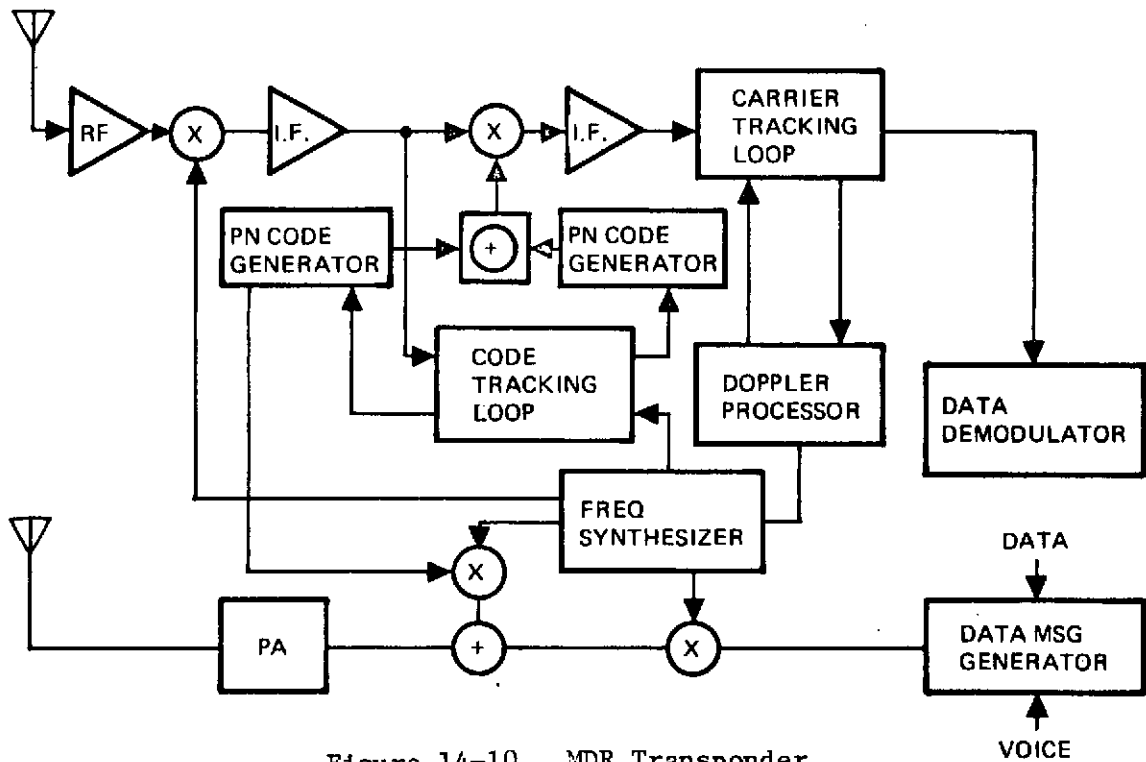 RF
X
I.F.
X
I.F.
CARRIER
TRACKING
LOOP
PN CODE
GENERATOR
+
PN CODE
GENERATOR
CODE
TRACKING
LOOP
DOPPLER
PROCESSOR
DATA
DEMODULATOR
FREQ
SYNTHESIZER
X
DATA
PA
+
X
DATA MSG
GENERATOR
VOICE
Figure 14-10 MDR Transponder